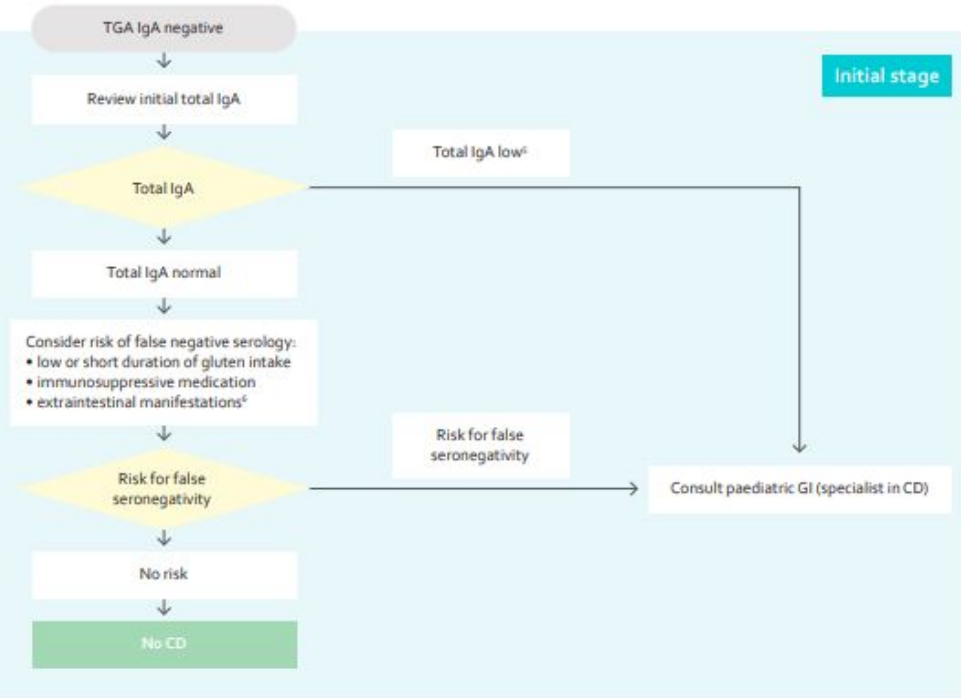 TGA IgA negative
Initial stage
Review initial total IgA
Total IgA low⁶
Total IgA
Total IgA normal
Consider risk of false negative serology:
• low or short duration of gluten intake
• immunosuppressive medication
• extraintestinal manifestations⁶
Risk for false
seronegativity
Risk for false
seronegativity
Consult paediatric GI (specialist in CD)
No risk
No CD